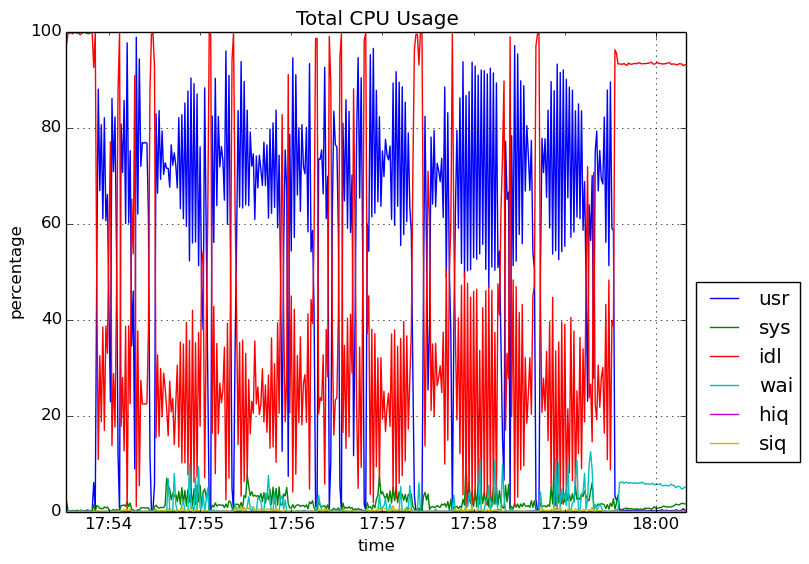 Total CPU Usage
100
80
60
40
20
0
percentage
17:54 17:55 17:56 17:57 17:58 17:59 18:00
time
usr
sys
idl
wai
hiq
siq